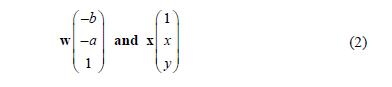 w(−b −a 1) and x(1 x y) (2)